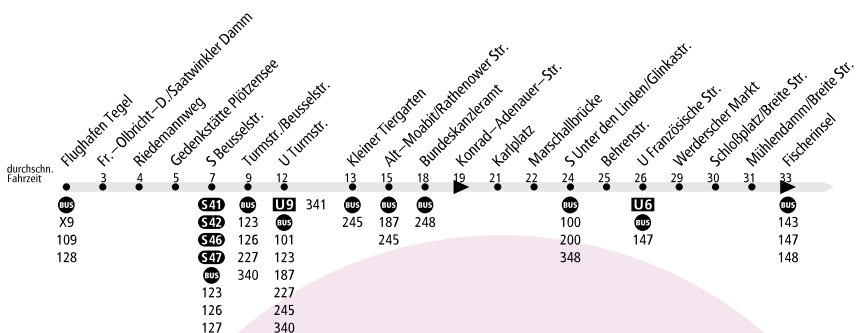 durchschn.
Fahrzeit
Flughafen Tegel
Fr.–Olbricht–D./Saatwinkler Damm
Riedemannweg
Gedenkstätte Plötzensee
S Beusselstr.
Turmstr./Beusselstr.
U Turmstr.
Kleiner Tiergarten
Alt–Moabit/Rathenower Str.
Bundeskanzleramt
Konrad–Adenauer–Str.
Karlplatz
Marschallbrücke
S Unter den Linden/Glinkastr.
Behrenstr.
U Französische Str.
Werderscher Markt
Schloßplatz/Breite Str.
Mühlendamm/Breite Str.
Fischerinsel
3 4 5 7 9 12 13 15 18 19 21 22 24 25 26 29 30 31 33
BUS
X9
109
128
S41
S42
S46
S47
BUS
123
126
127
BUS
123
126
227
340
U9 341
BUS
101
123
187
227
245
340
BUS
245
BUS
187
245
BUS
248
BUS
100
200
348
U6
BUS
147
BUS
143
147
148